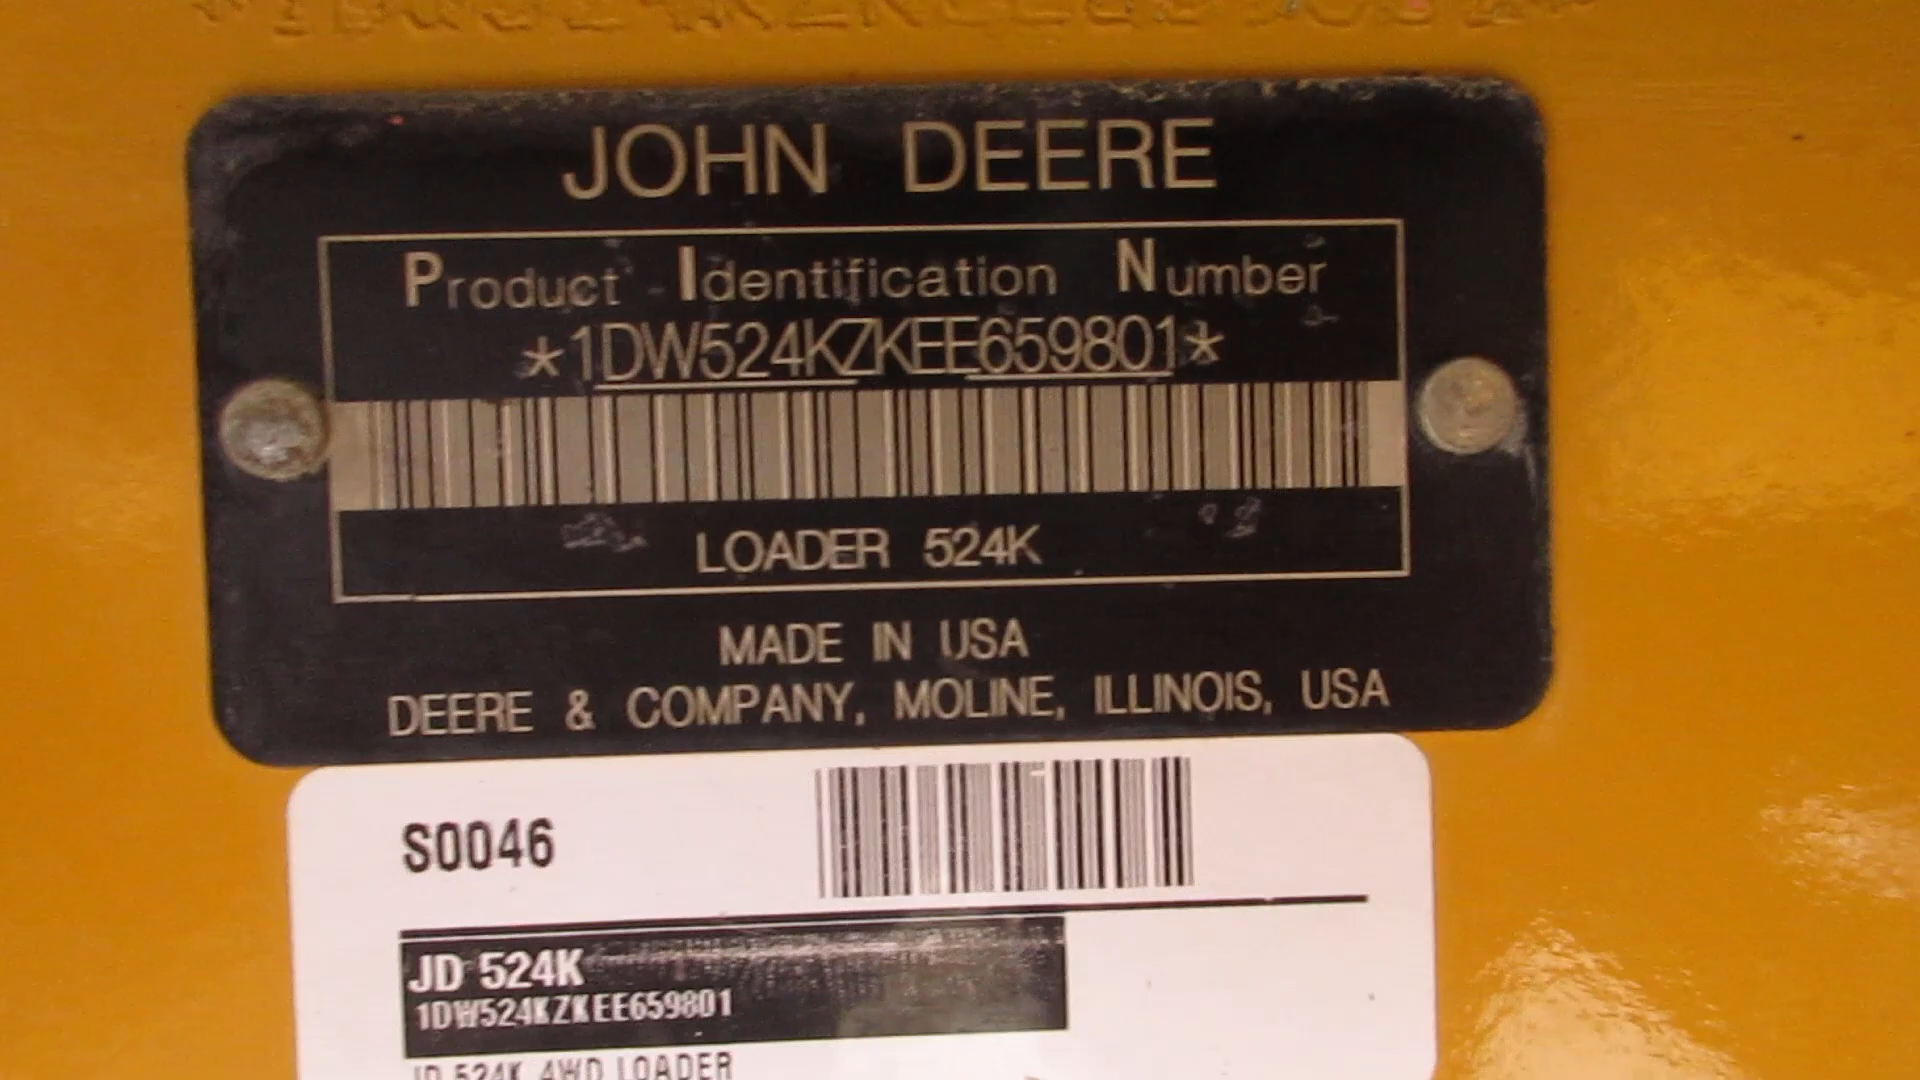 JOHN DEERE
Product Identification Number
*1DW524KZKEE659801*
LOADER 524K
MADE IN USA
DEERE & COMPANY, MOLINE, ILLINOIS, USA
S0046
JD 524K
1DW524KZKEE659801
JD 524K 4WD LOADER